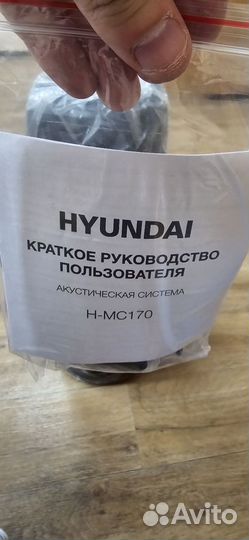 HYUNDAI
КРАТКОЕ РУКОВОДСТВО
ПОЛЬЗОВАТЕЛЯ
АКУСТИЧЕСКАЯ СИСТЕМА
H-MC170
Avito